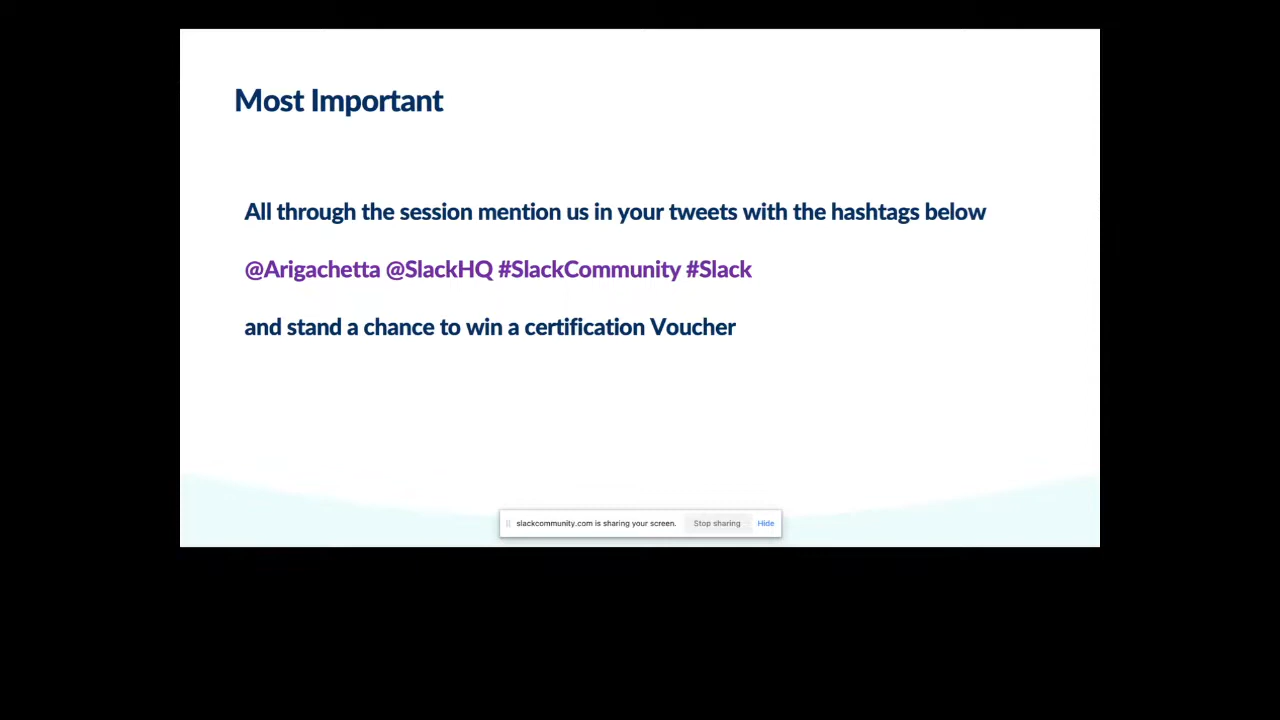 Most Important
All through the session mention us in your tweets with the hashtags below
@Arigachetta @SlackHQ #SlackCommunity #Slack
and stand a chance to win a certification Voucher
slackcommunity.com is sharing your screen. Stop sharing Hide